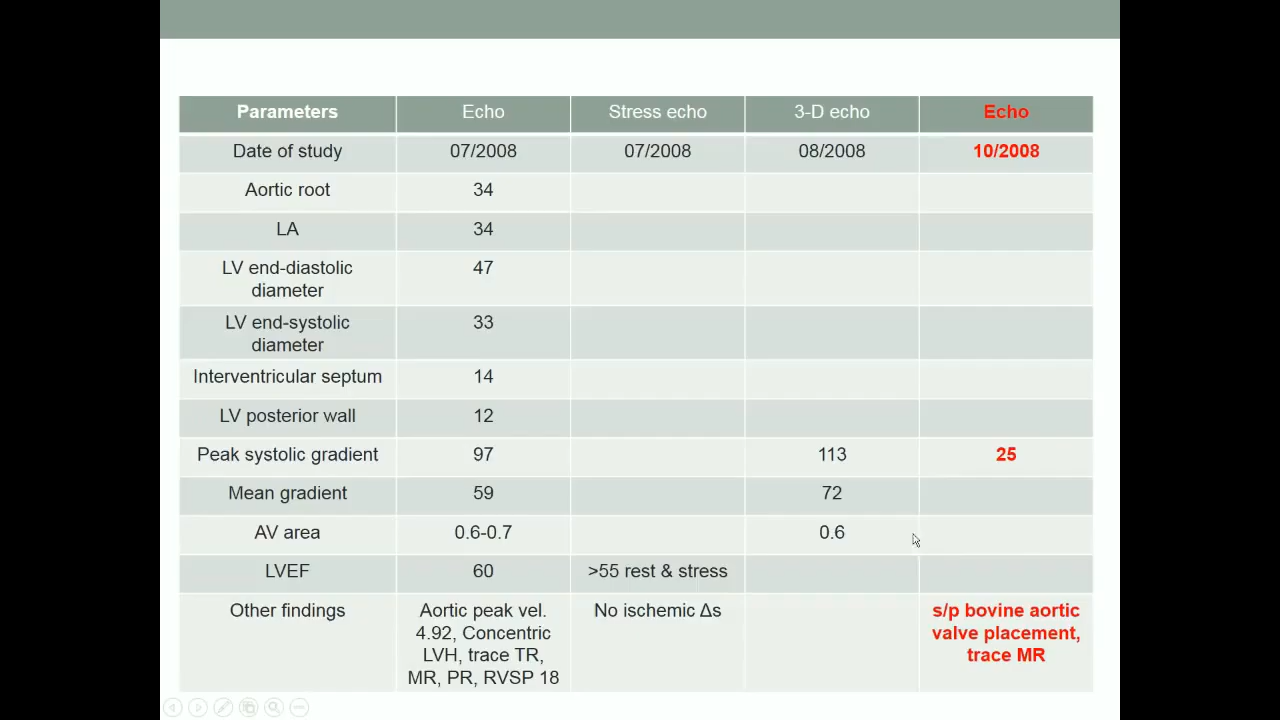 Parameters Echo Stress echo 3-D echo Echo
Date of study 07/2008 07/2008 08/2008 10/2008
Aortic root 34
LA 34
LV end-diastolic 47
diameter
LV end-systolic 33
diameter
Interventricular septum 14
LV posterior wall 12
Peak systolic gradient 97 113 25
Mean gradient 59 72
AV area 0.6-0.7 0.6
LVEF 60 >55 rest & stress
Other findings Aortic peak vel. No ischemic Δs s/p bovine aortic
4.92, Concentric valve placement,
LVH, trace TR, trace MR
MR, PR, RVSP 18